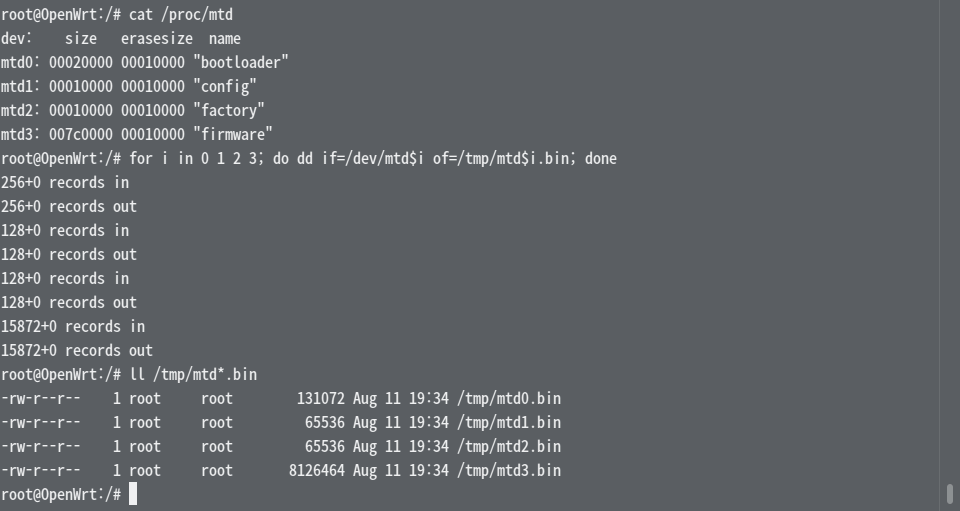 root@OpenWrt:/# cat /proc/mtd
dev:    size   erasesize  name
mtd0: 00020000 00010000 "bootloader"
mtd1: 00010000 00010000 "config"
mtd2: 00010000 00010000 "factory"
mtd3: 007c0000 00010000 "firmware"
root@OpenWrt:/# for i in 0 1 2 3; do dd if=/dev/mtd$i of=/tmp/mtd$i.bin; done
256+0 records in
256+0 records out
128+0 records in
128+0 records out
128+0 records in
128+0 records out
15872+0 records in
15872+0 records out
root@OpenWrt:/# ll /tmp/mtd*.bin
-rw-r--r--    1 root     root        131072 Aug 11 19:34 /tmp/mtd0.bin
-rw-r--r--    1 root     root         65536 Aug 11 19:34 /tmp/mtd1.bin
-rw-r--r--    1 root     root         65536 Aug 11 19:34 /tmp/mtd2.bin
-rw-r--r--    1 root     root       8126464 Aug 11 19:34 /tmp/mtd3.bin
root@OpenWrt:/#